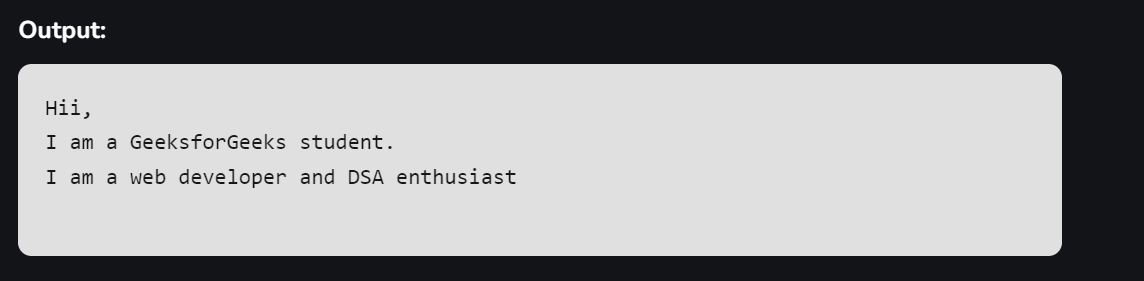 Output:
Hii,
I am a GeeksforGeeks student.
I am a web developer and DSA enthusiast